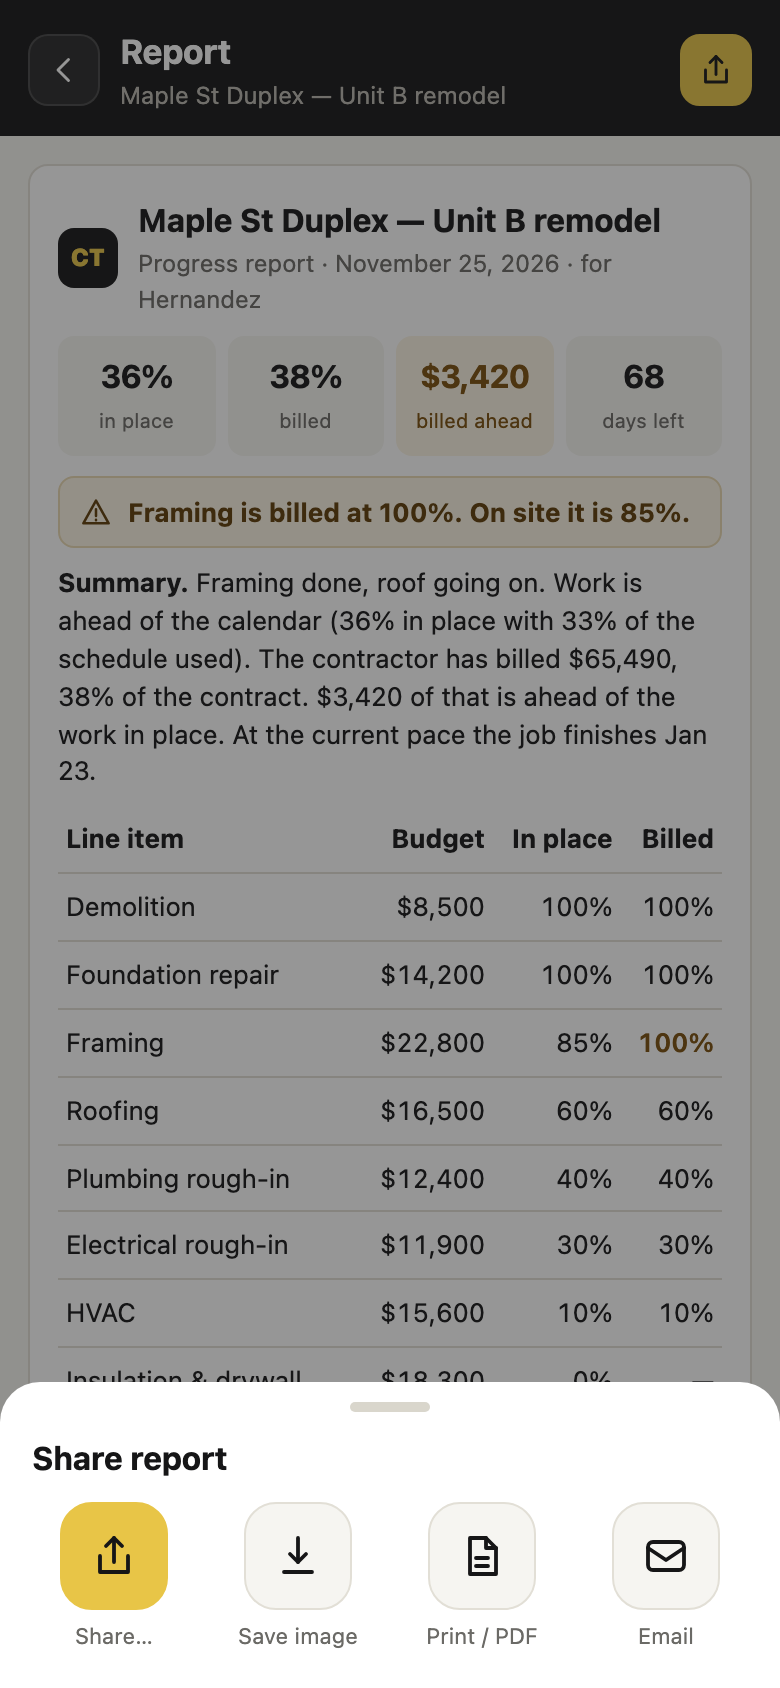 Report
Maple St Duplex — Unit B remodel
CT
Maple St Duplex — Unit B remodel
Progress report · November 25, 2026 · for
Hernandez
36%
in place
38%
billed
$3,420
billed ahead
68
days left
Framing is billed at 100%. On site it is 85%.
Summary. Framing done, roof going on. Work is
ahead of the calendar (36% in place with 33% of the
schedule used). The contractor has billed $65,490,
38% of the contract. $3,420 of that is ahead of the
work in place. At the current pace the job finishes Jan
23.
Line item Budget In place Billed
Demolition $8,500 100% 100%
Foundation repair $14,200 100% 100%
Framing $22,800 85% 100%
Roofing $16,500 60% 60%
Plumbing rough-in $12,400 40% 40%
Electrical rough-in $11,900 30% 30%
HVAC $15,600 10% 10%
Insulation & drywall $18,300 0% —
Share report
Share...
Save image
Print / PDF
Email